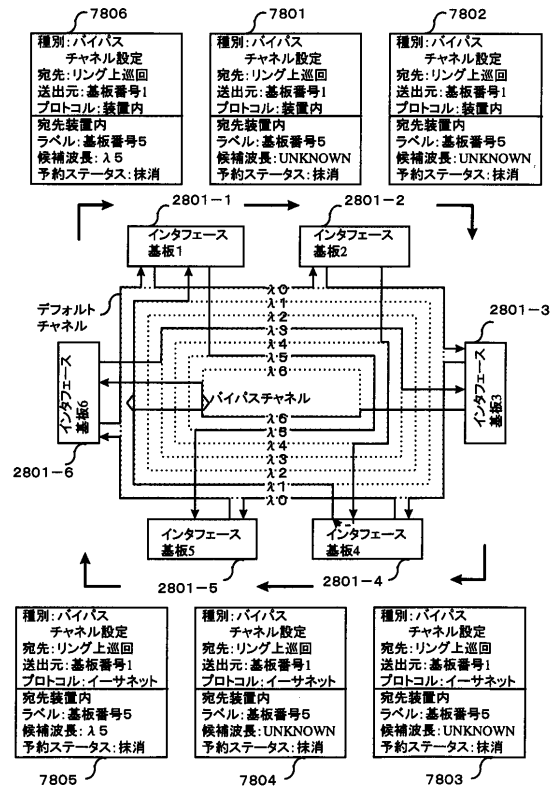 7806
7801
7802
種別:バイパス
チャネル設定
宛先:リング上巡回
送出元:基板番号1
プロトコル:装置内
宛先装置内
ラベル:基板番号5
候補波長:λ5
予約ステータス:抹消
種別:バイパス
チャネル設定
宛先:リング上巡回
送出元:基板番号1
プロトコル:装置内
宛先装置内
ラベル:基板番号5
候補波長:UNKNOWN
予約ステータス:抹消
種別:バイパス
チャネル設定
宛先:リング上巡回
送出元:基板番号1
プロトコル:装置内
宛先装置内
ラベル:基板番号5
候補波長:UNKNOWN
予約ステータス:抹消
2801-1
2801-2
インタフェース
基板1
インタフェース
基板2
デフォルト
チャネル
λ0
λ1
λ2
λ3
λ4
λ5
λ6
2801-3
インタフェース
基板3
インタフェース
基板6
バイパスチャネル
2801-6
λ6
λ5
λ4
λ3
λ2
λ1
λ0
インタフェース
基板5
インタフェース
基板4
2801-5
2801-4
種別:バイパス
チャネル設定
宛先:リング上巡回
送出元:基板番号1
プロトコル:イーサネット
宛先装置内
ラベル:基板番号5
候補波長:λ5
予約ステータス:抹消
種別:バイパス
チャネル設定
宛先:リング上巡回
送出元:基板番号1
プロトコル:イーサネット
宛先装置内
ラベル:基板番号5
候補波長:UNKNOWN
予約ステータス:抹消
種別:バイパス
チャネル設定
宛先:リング上巡回
送出元:基板番号1
プロトコル:イーサネット
宛先装置内
ラベル:基板番号5
候補波長:UNKNOWN
予約ステータス:抹消
7805
7804
7803